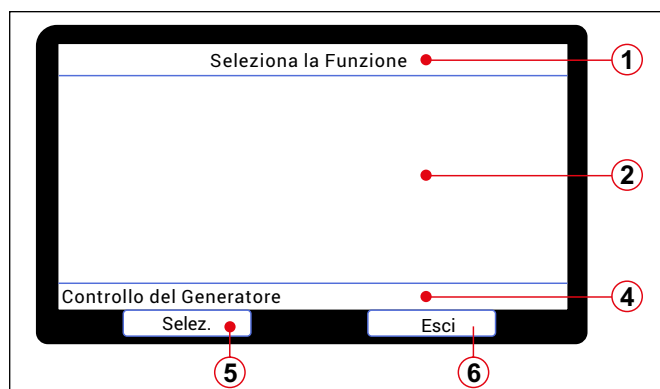 Seleziona la Funzione
1
2
Controllo del Generatore
4
Selez.
Esci
5
6